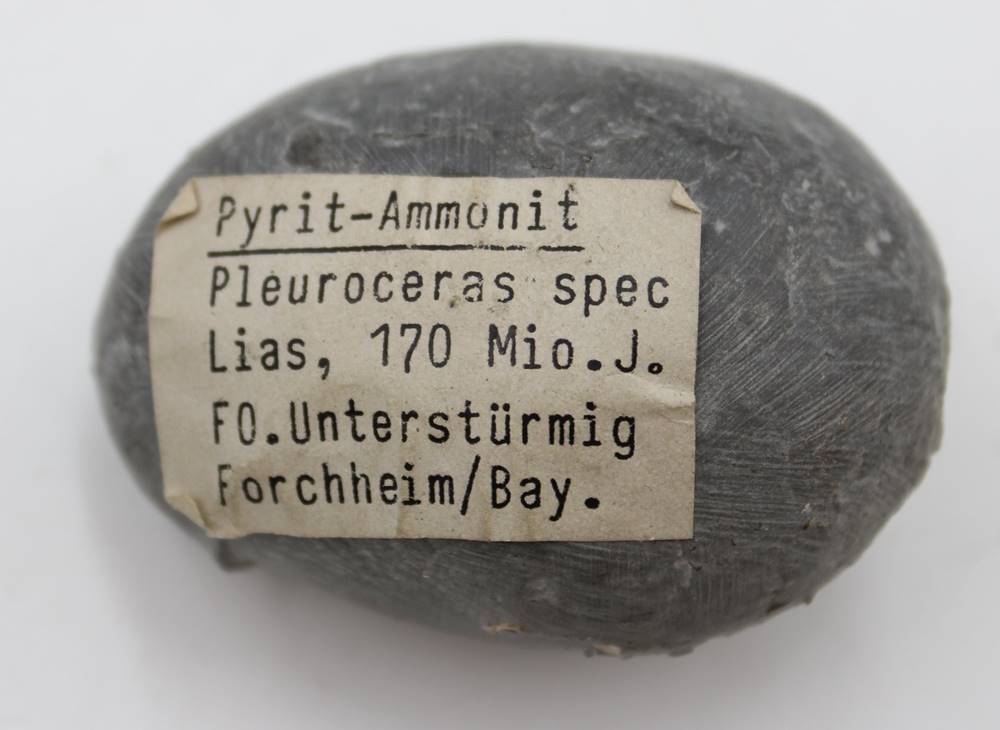 Pyrit-Ammonit
Pleuroceras spec
Lias, 170 Mio.J.
FO.Unterstürmig
Forchheim/Bay.